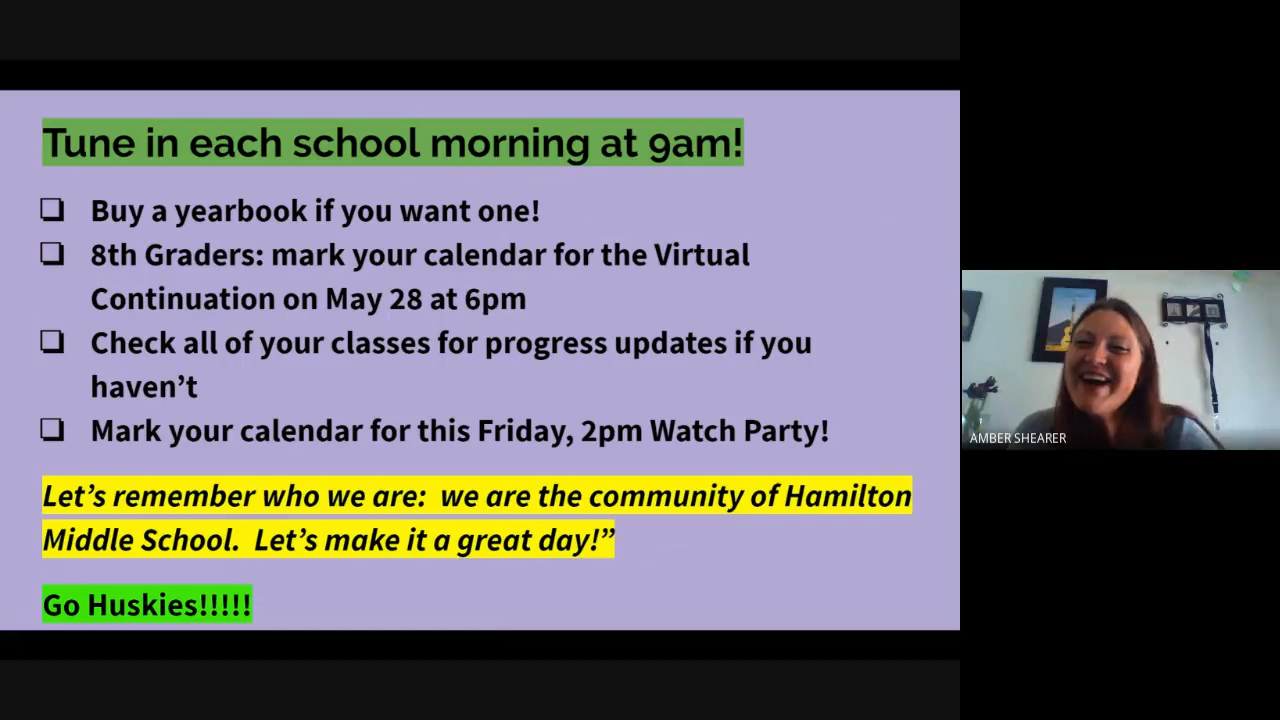 Tune in each school morning at 9am!
❏ Buy a yearbook if you want one!
❏ 8th Graders: mark your calendar for the Virtual
Continuation on May 28 at 6pm
❏ Check all of your classes for progress updates if you
haven’t
❏ Mark your calendar for this Friday, 2pm Watch Party!
Let’s remember who we are:  we are the community of Hamilton
Middle School.  Let’s make it a great day!”
Go Huskies!!!!!
AMBER SHEARER